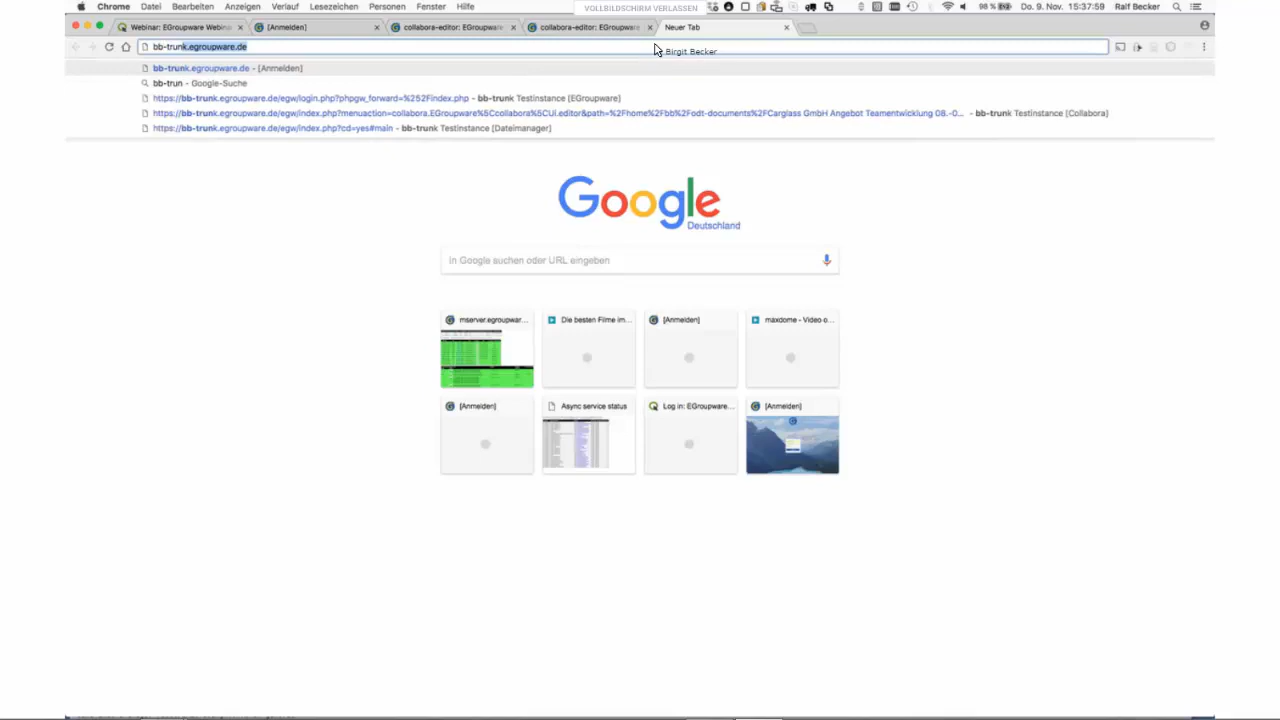 Chrome Datei Bearbeiten Anzeigen Verlauf Lesezeichen Personen Fenster Hilfe VOLLBILDSCHIRM VERLASSEN 98 % Do. 9. Nov. 15:37:59 Ralf Becker
Webinar: EGroupware Webina [Anmelden] collabora-editor: EGroupware collabora-editor: EGroupware Neuer Tab
bb-trunk.egroupware.de
Birgit Becker
bb-trunk.egroupware.de - [Anmelden]
bb-trun - Google-Suche
https://bb-trunk.egroupware.de/egw/login.php?phpgw_forward=%252Findex.php - bb-trunk Testinstance [EGroupware]
https://bb-trunk.egroupware.de/egw/index.php?menuaction=collabora.EGroupware%5Ccollabora%5CUi.editor&path=%2Fhome%2Fbb%2Fodt-documents%2FCarglass GmbH Angebot Teamentwicklung 08.-0... - bb-trunk Testinstance [Collabora]
https://bb-trunk.egroupware.de/egw/index.php?cd=yes#main - bb-trunk Testinstance [Dateimanager]
Google
Deutschland
In Google suchen oder URL eingeben
mserver.egroupwar... Die besten Filme im... [Anmelden] maxdome - Video o...
[Anmelden] Async service status Log in: EGroupware... [Anmelden]